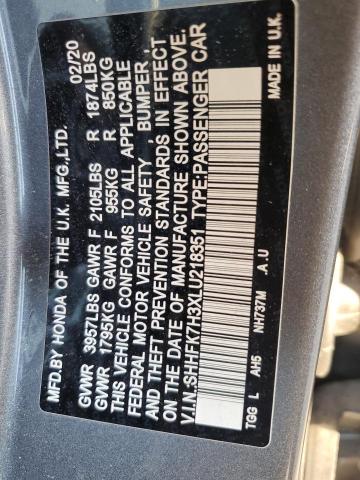 MFD.BY HONDA OF THE U.K. MFG.,LTD. 02/20
GVWR 3957LBS GAWR F 2105LBS R 1874LBS
GVWR 1795KG GAWR F 955KG R 850KG
THIS VEHICLE CONFORMS TO ALL APPLICABLE
FEDERAL MOTOR VEHICLE SAFETY, BUMPER,
AND THEFT PREVENTION STANDARDS IN EFFECT
ON THE DATE OF MANUFACTURE SHOWN ABOVE.
V.I.N.:SHHFK7H3XLU218351 TYPE:PASSENGER CAR
TGG L AH5 NH737M .A.U
MADE IN U.K.